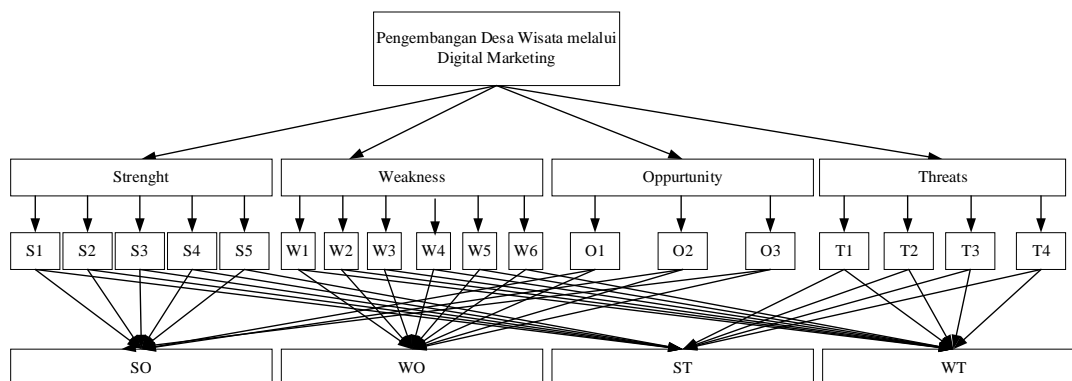 Pengembangan Desa Wisata melalui
Digital Marketing
Strenght
Weakness
Oppurtunity
Threats
S1 S2 S3 S4 S5 W1 W2 W3 W4 W5 W6 O1 O2 O3 T1 T2 T3 T4
SO
WO
ST
WT